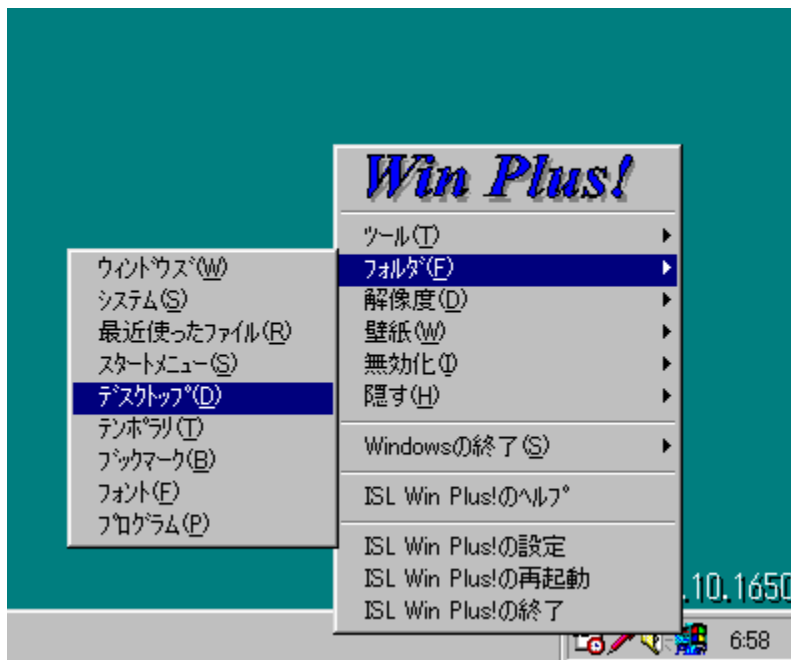 Win Plus!
ツール(T)
フォルダ(F)
解像度(D)
壁紙(W)
無効化(I)
隠す(H)
Windowsの終了(S)
ISL Win Plus!のヘルプ
ISL Win Plus!の設定
ISL Win Plus!の再起動
ISL Win Plus!の終了
ウィンドウズ(W)
システム(S)
最近使ったファイル(R)
スタートメニュー(S)
デスクトップ(D)
テンポラリ(T)
ブックマーク(B)
フォント(F)
プログラム(P)
.10.1650
6:58